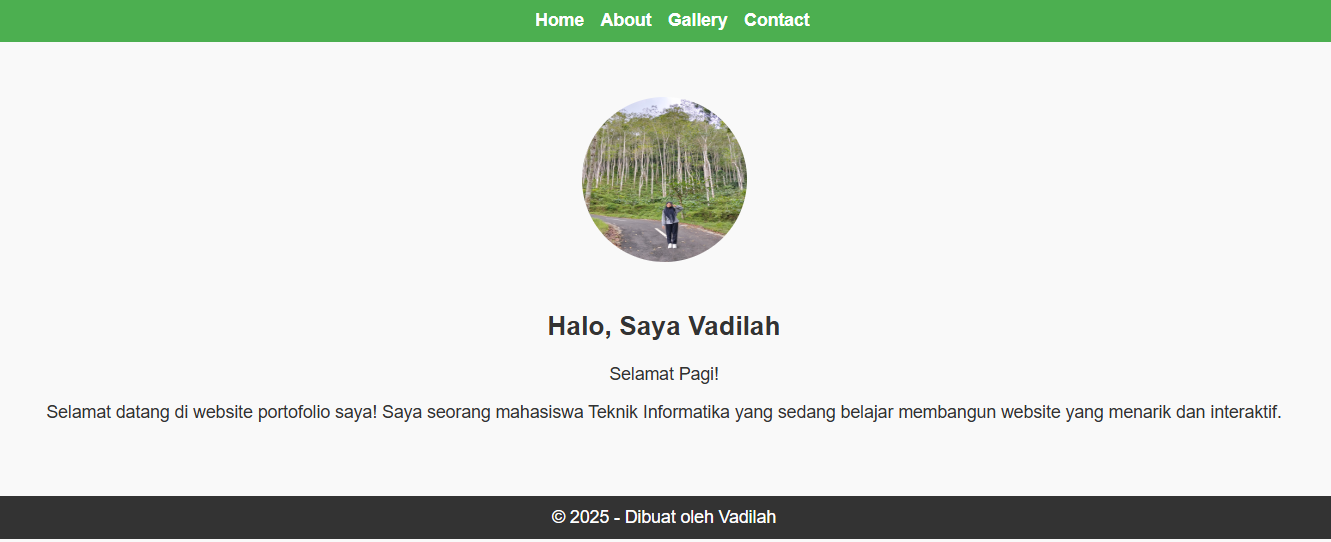 Home About Gallery Contact
Halo, Saya Vadilah
Selamat Pagi!
Selamat datang di website portofolio saya! Saya seorang mahasiswa Teknik Informatika yang sedang belajar membangun website yang menarik dan interaktif.
© 2025 - Dibuat oleh Vadilah